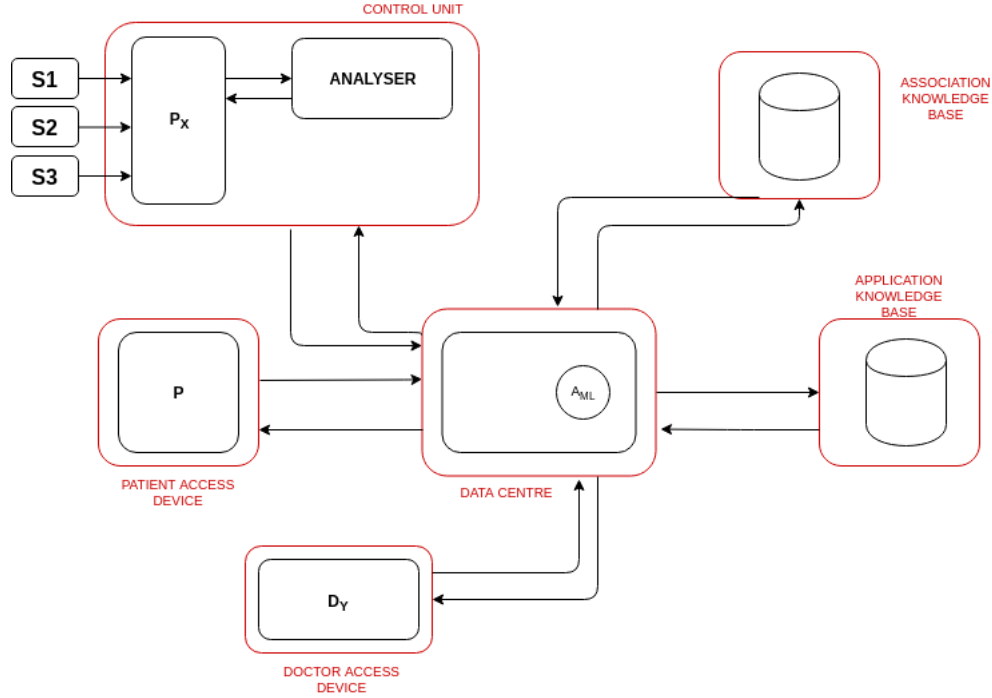 CONTROL UNIT
S1
S2
S3
PX
ANALYSER
ASSOCIATION
KNOWLEDGE
BASE
APPLICATION
KNOWLEDGE
BASE
P
AML
PATIENT ACCESS
DEVICE
DATA CENTRE
DY
DOCTOR ACCESS
DEVICE